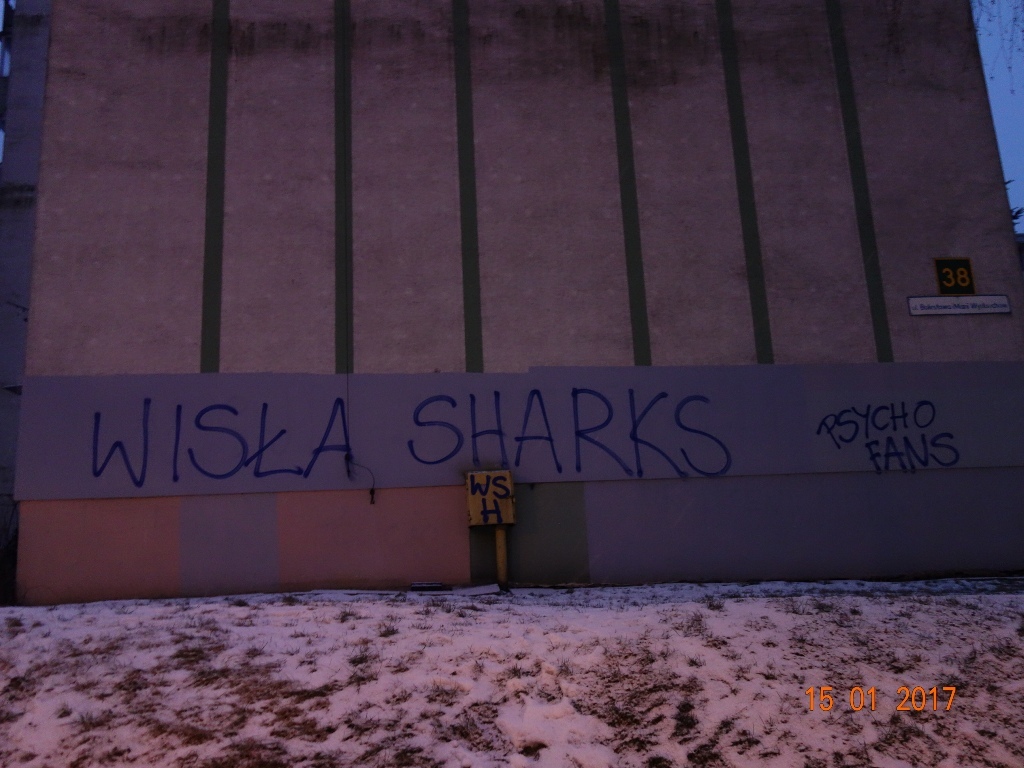 38
WISŁA SHARKS
PSYCHO
FANS
WS
H
15 01 2017